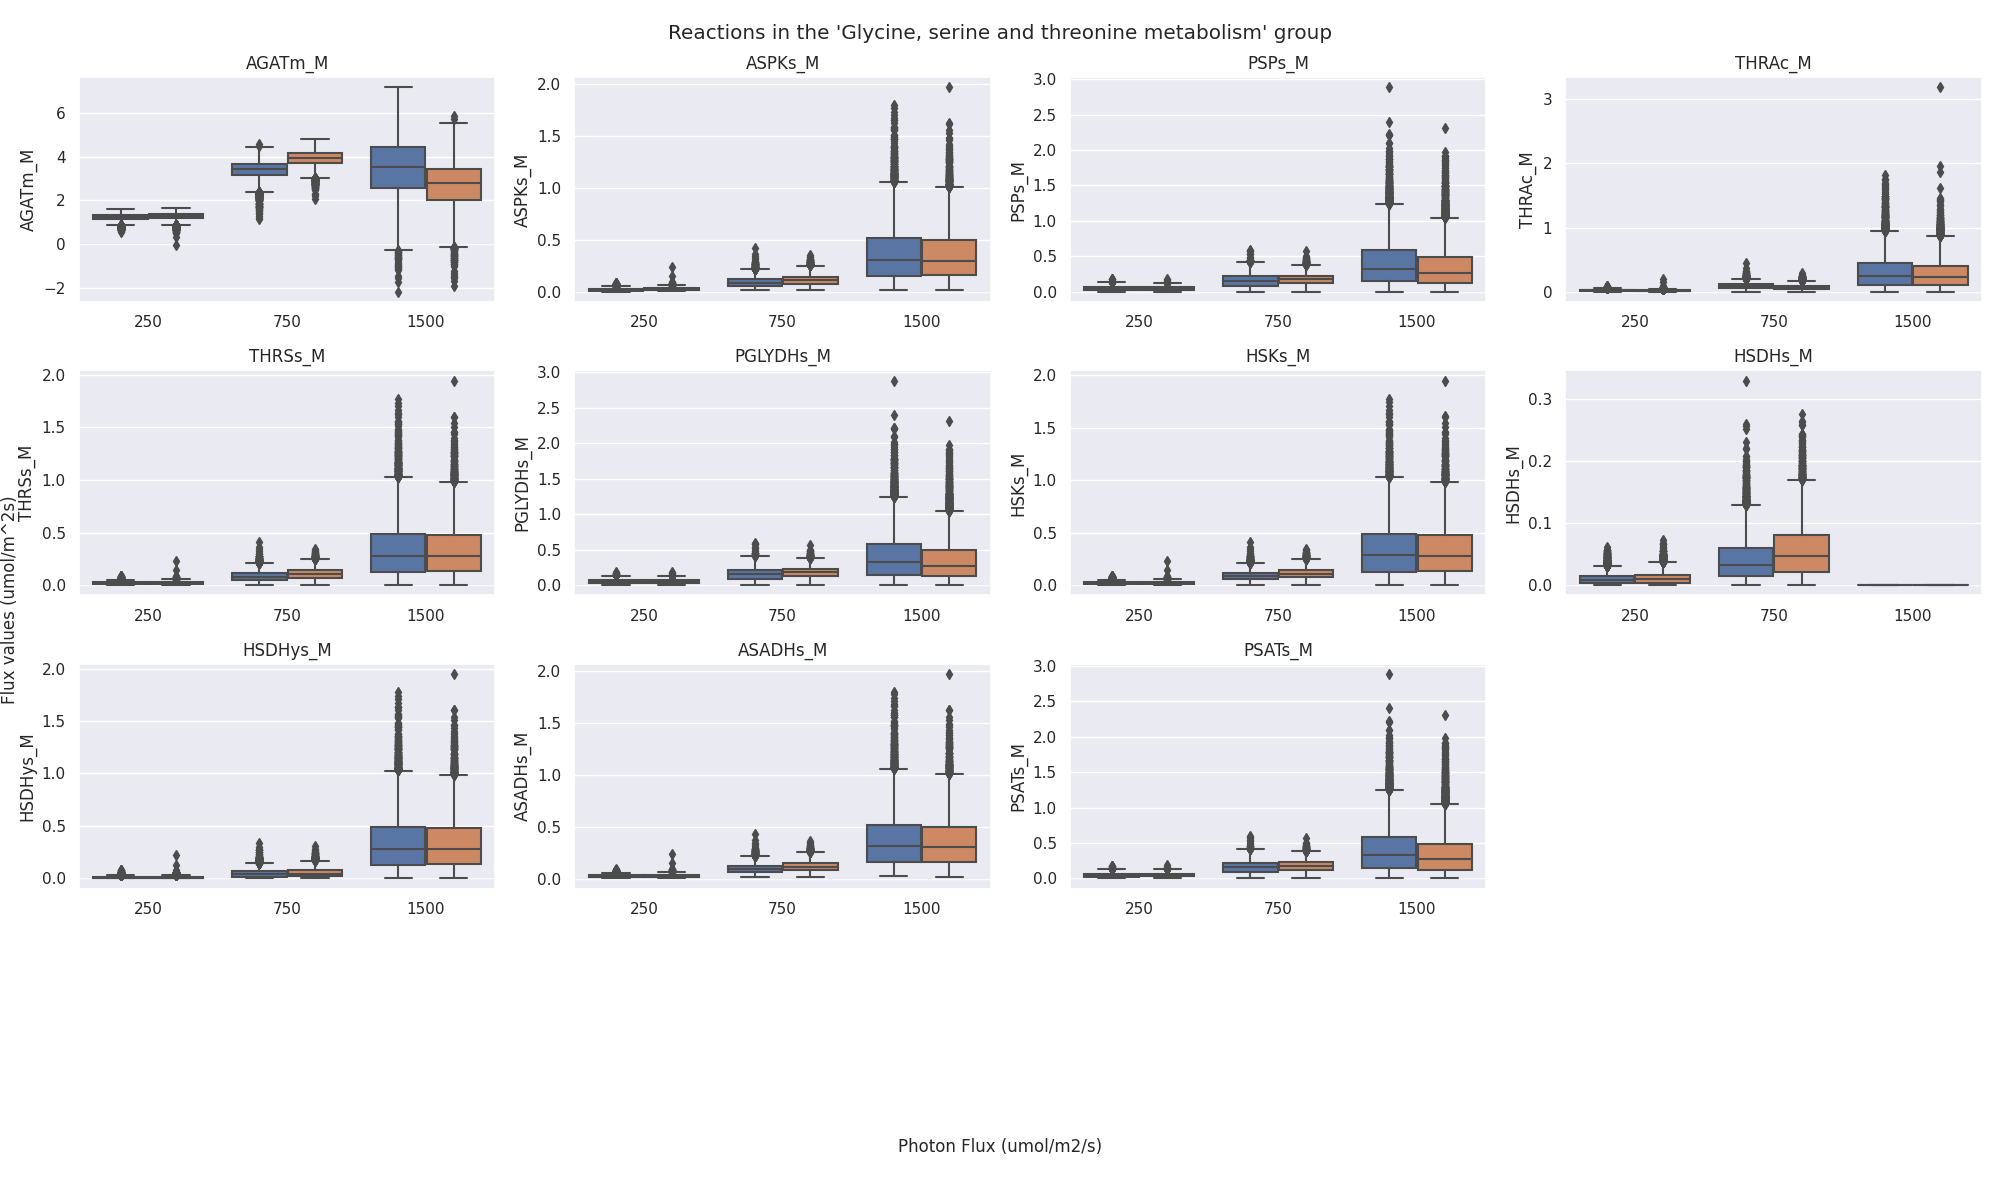 Reactions in the 'Glycine, serine and threonine metabolism' group
AGATm_M
AGATm_M
6
4
2
0
−2
250 750 1500
ASPKs_M
ASPKs_M
2.0
1.5
1.0
0.5
0.0
250 750 1500
PSPs_M
PSPs_M
3.0
2.5
2.0
1.5
1.0
0.5
0.0
250 750 1500
THRAc_M
THRAc_M
3
2
1
0
250 750 1500
THRSs_M
THRSs_M
2.0
1.5
1.0
0.5
0.0
250 750 1500
PGLYDHs_M
PGLYDHs_M
3.0
2.5
2.0
1.5
1.0
0.5
0.0
250 750 1500
HSKs_M
HSKs_M
2.0
1.5
1.0
0.5
0.0
250 750 1500
HSDHs_M
HSDHs_M
0.3
0.2
0.1
0.0
250 750 1500
Flux values (umol/m^2s)
HSDHys_M
HSDHys_M
2.0
1.5
1.0
0.5
0.0
250 750 1500
ASADHs_M
ASADHs_M
2.0
1.5
1.0
0.5
0.0
250 750 1500
PSATs_M
PSATs_M
3.0
2.5
2.0
1.5
1.0
0.5
0.0
250 750 1500
Photon Flux (umol/m2/s)